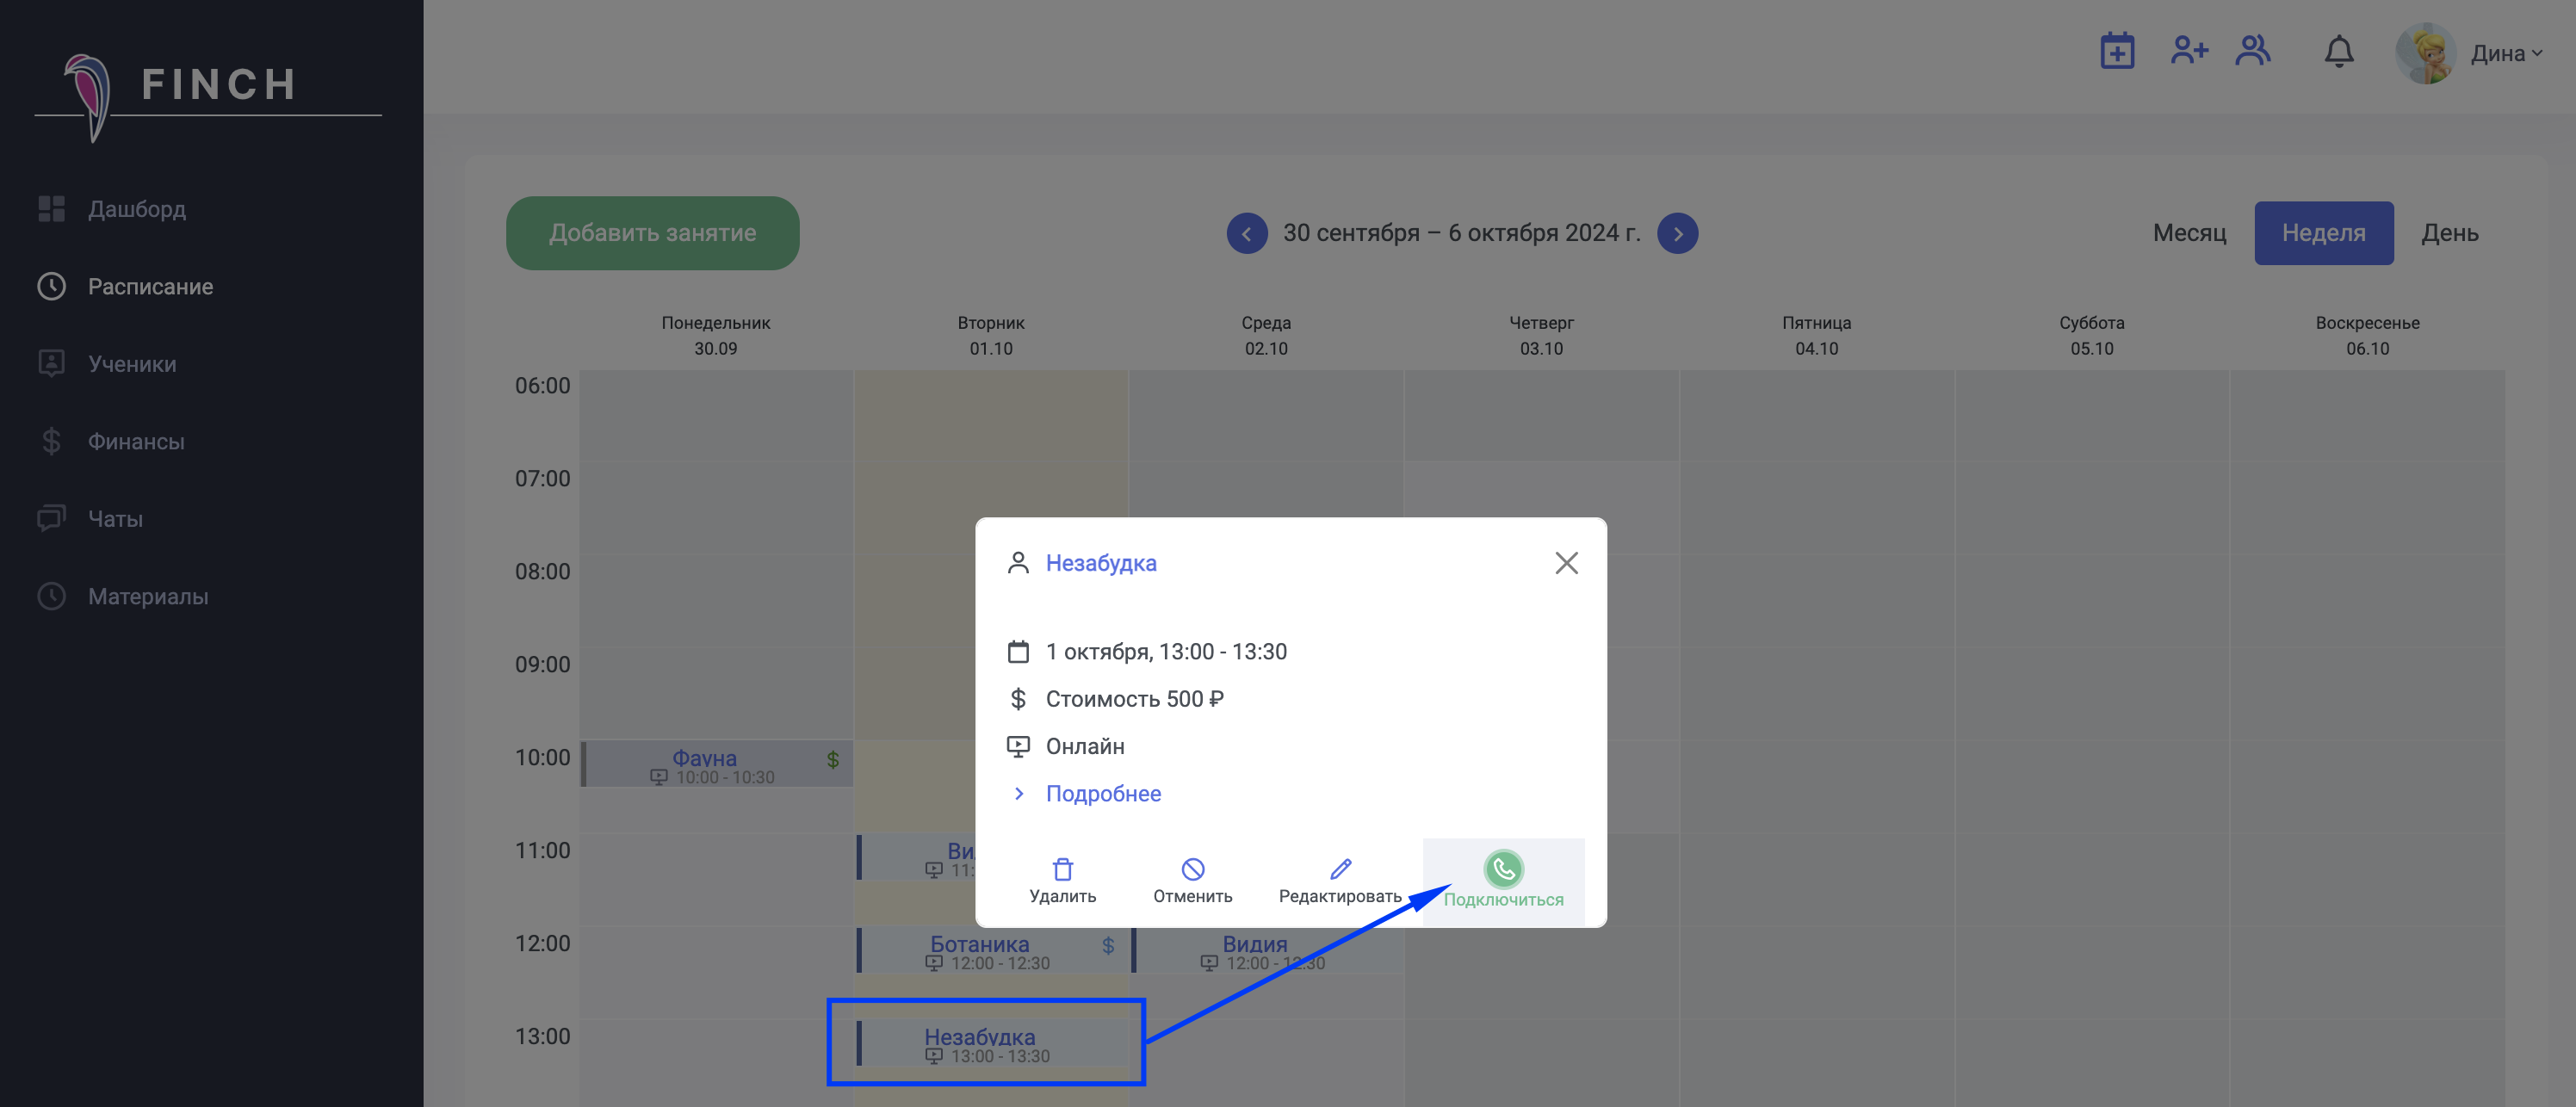 FINCH
Дашборд
Расписание
Ученики
Финансы
Чаты
Материалы
Дина
Добавить занятие
30 сентября – 6 октября 2024 г.
Месяц
Неделя
День
Понедельник
30.09
Вторник
01.10
Среда
02.10
Четверг
03.10
Пятница
04.10
Суббота
05.10
Воскресенье
06.10
06:00
07:00
08:00
09:00
10:00
Фауна
$
10:00 - 10:30
11:00
Ви
11:
12:00
Ботаника
$
12:00 - 12:30
Видия
12:00 - 12:30
13:00
Незабудка
13:00 - 13:30
Незабудка
1 октября, 13:00 - 13:30
$ Стоимость 500 ₽
Онлайн
Подробнее
Удалить
Отменить
Редактировать
Подключиться